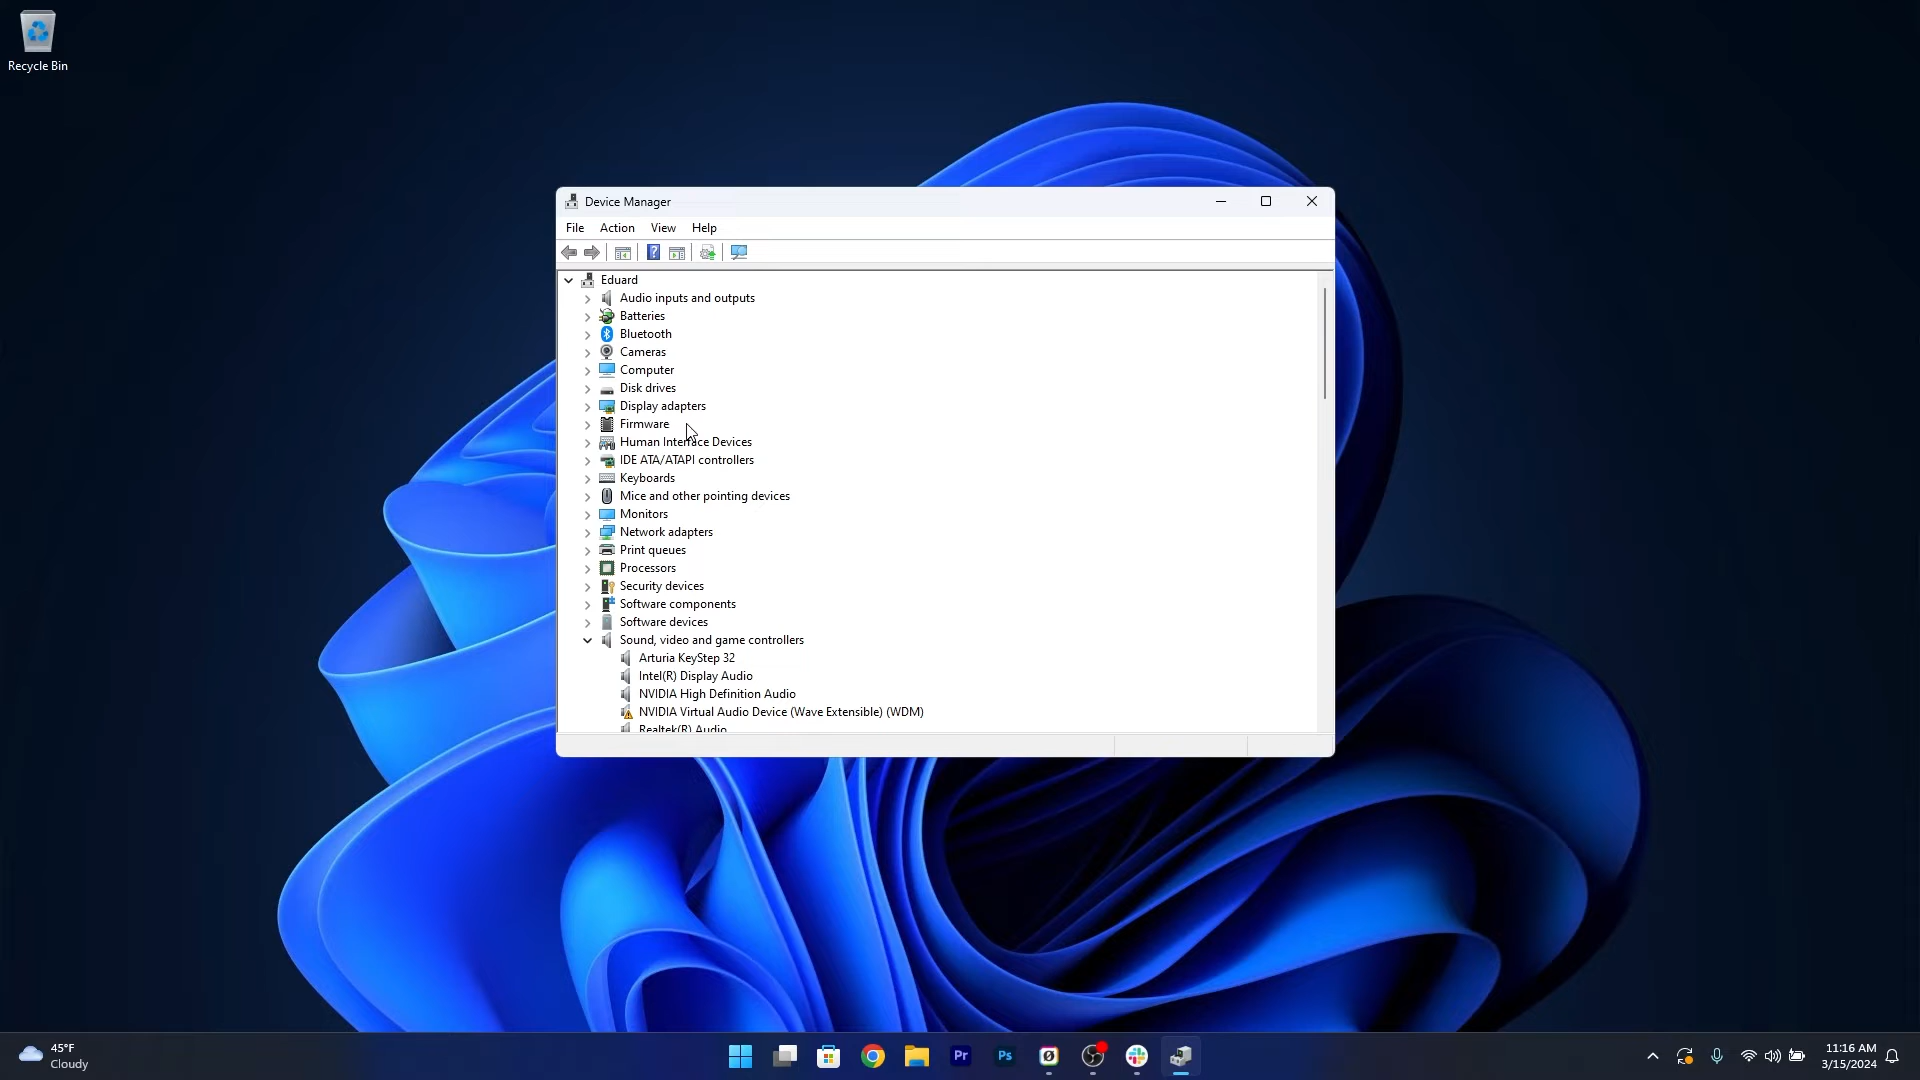 Recycle Bin
Device Manager
File Action View Help
Eduard
Audio inputs and outputs
Batteries
Bluetooth
Cameras
Computer
Disk drives
Display adapters
Firmware
Human Interface Devices
IDE ATA/ATAPI controllers
Keyboards
Mice and other pointing devices
Monitors
Network adapters
Print queues
Processors
Security devices
Software components
Software devices
Sound, video and game controllers
Arturia KeyStep 32
Intel(R) Display Audio
NVIDIA High Definition Audio
NVIDIA Virtual Audio Device (Wave Extensible) (WDM)
Realtek(R) Audio
45°F
Cloudy
Pr
Ps
11:16 AM
3/15/2024